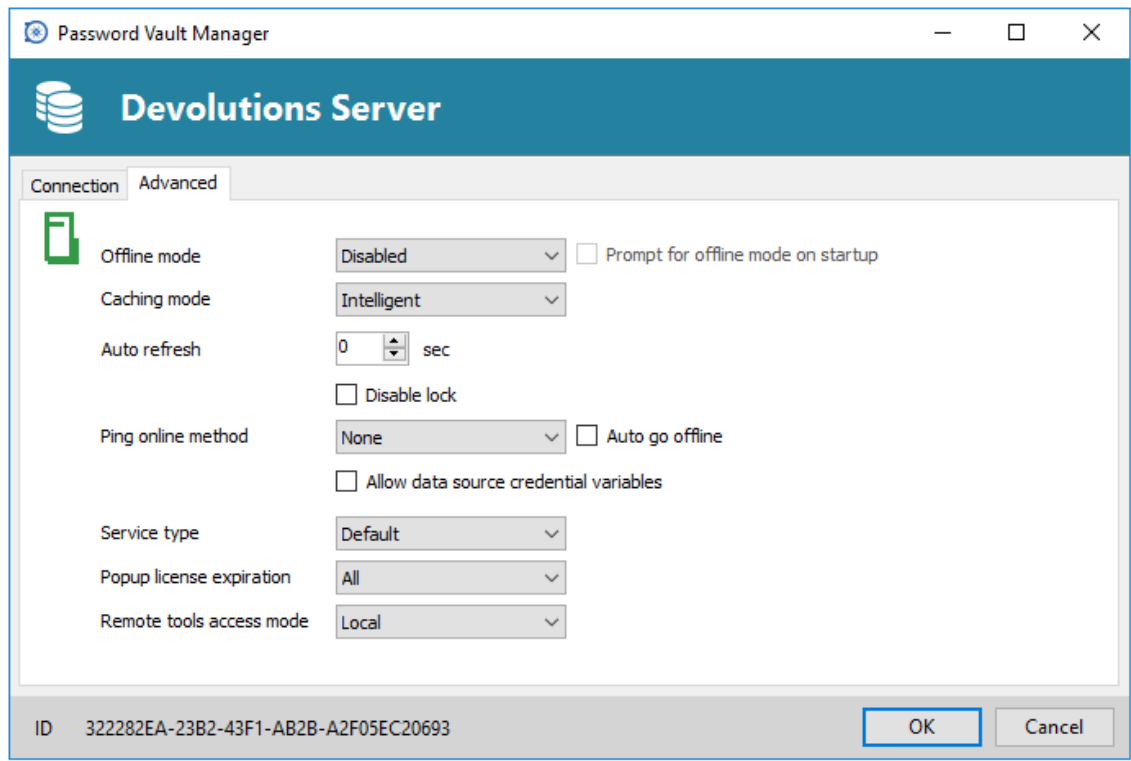 Password Vault Manager
Devolutions Server
Connection Advanced
Offline mode Disabled Prompt for offline mode on startup
Caching mode Intelligent
Auto refresh 0 sec
Disable lock
Ping online method None Auto go offline
Allow data source credential variables
Service type Default
Popup license expiration All
Remote tools access mode Local
ID 322282EA-23B2-43F1-AB2B-A2F05EC20693 OK Cancel